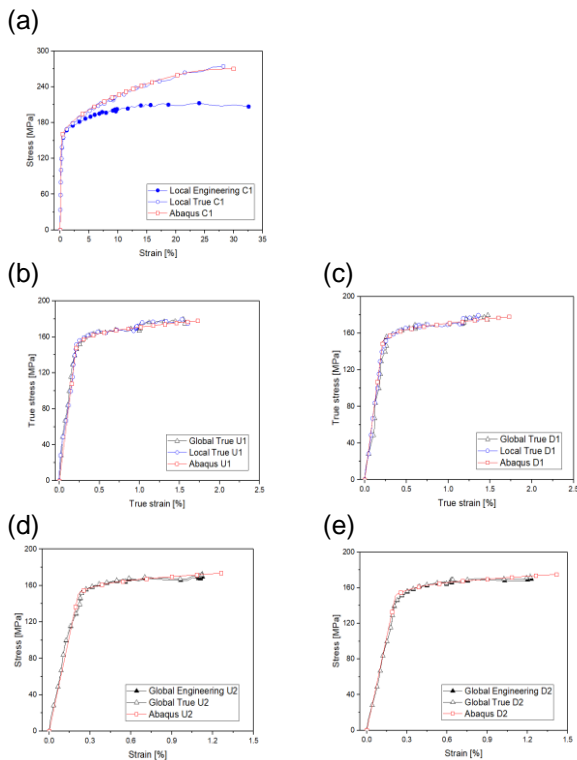 (a)
Stress [MPa]
300
240
180
120
60
0
0 5 10 15 20 25 30 35
Strain [%]
Local Engineering C1
Local True C1
Abaqus C1
(b)
True stress [MPa]
180
160
120
80
40
0
0.0 0.5 1.0 1.5 2.0 2.5
True strain [%]
Global True U1
Local True U1
Abaqus U1
(c)
True stress [MPa]
180
160
120
80
40
0
0.0 0.5 1.0 1.5 2.0 2.5
True strain [%]
Global True D1
Local True D1
Abaqus D1
(d)
Stress [MPa]
180
160
120
80
40
0
0.0 0.3 0.6 0.9 1.2 1.5
Strain [%]
Global Engineering U2
Global True U2
Abaqus U2
(e)
Stress [MPa]
180
160
120
80
40
0
0.0 0.3 0.6 0.9 1.2 1.5
Strain [%]
Global Engineering D2
Global True D2
Abaqus D2